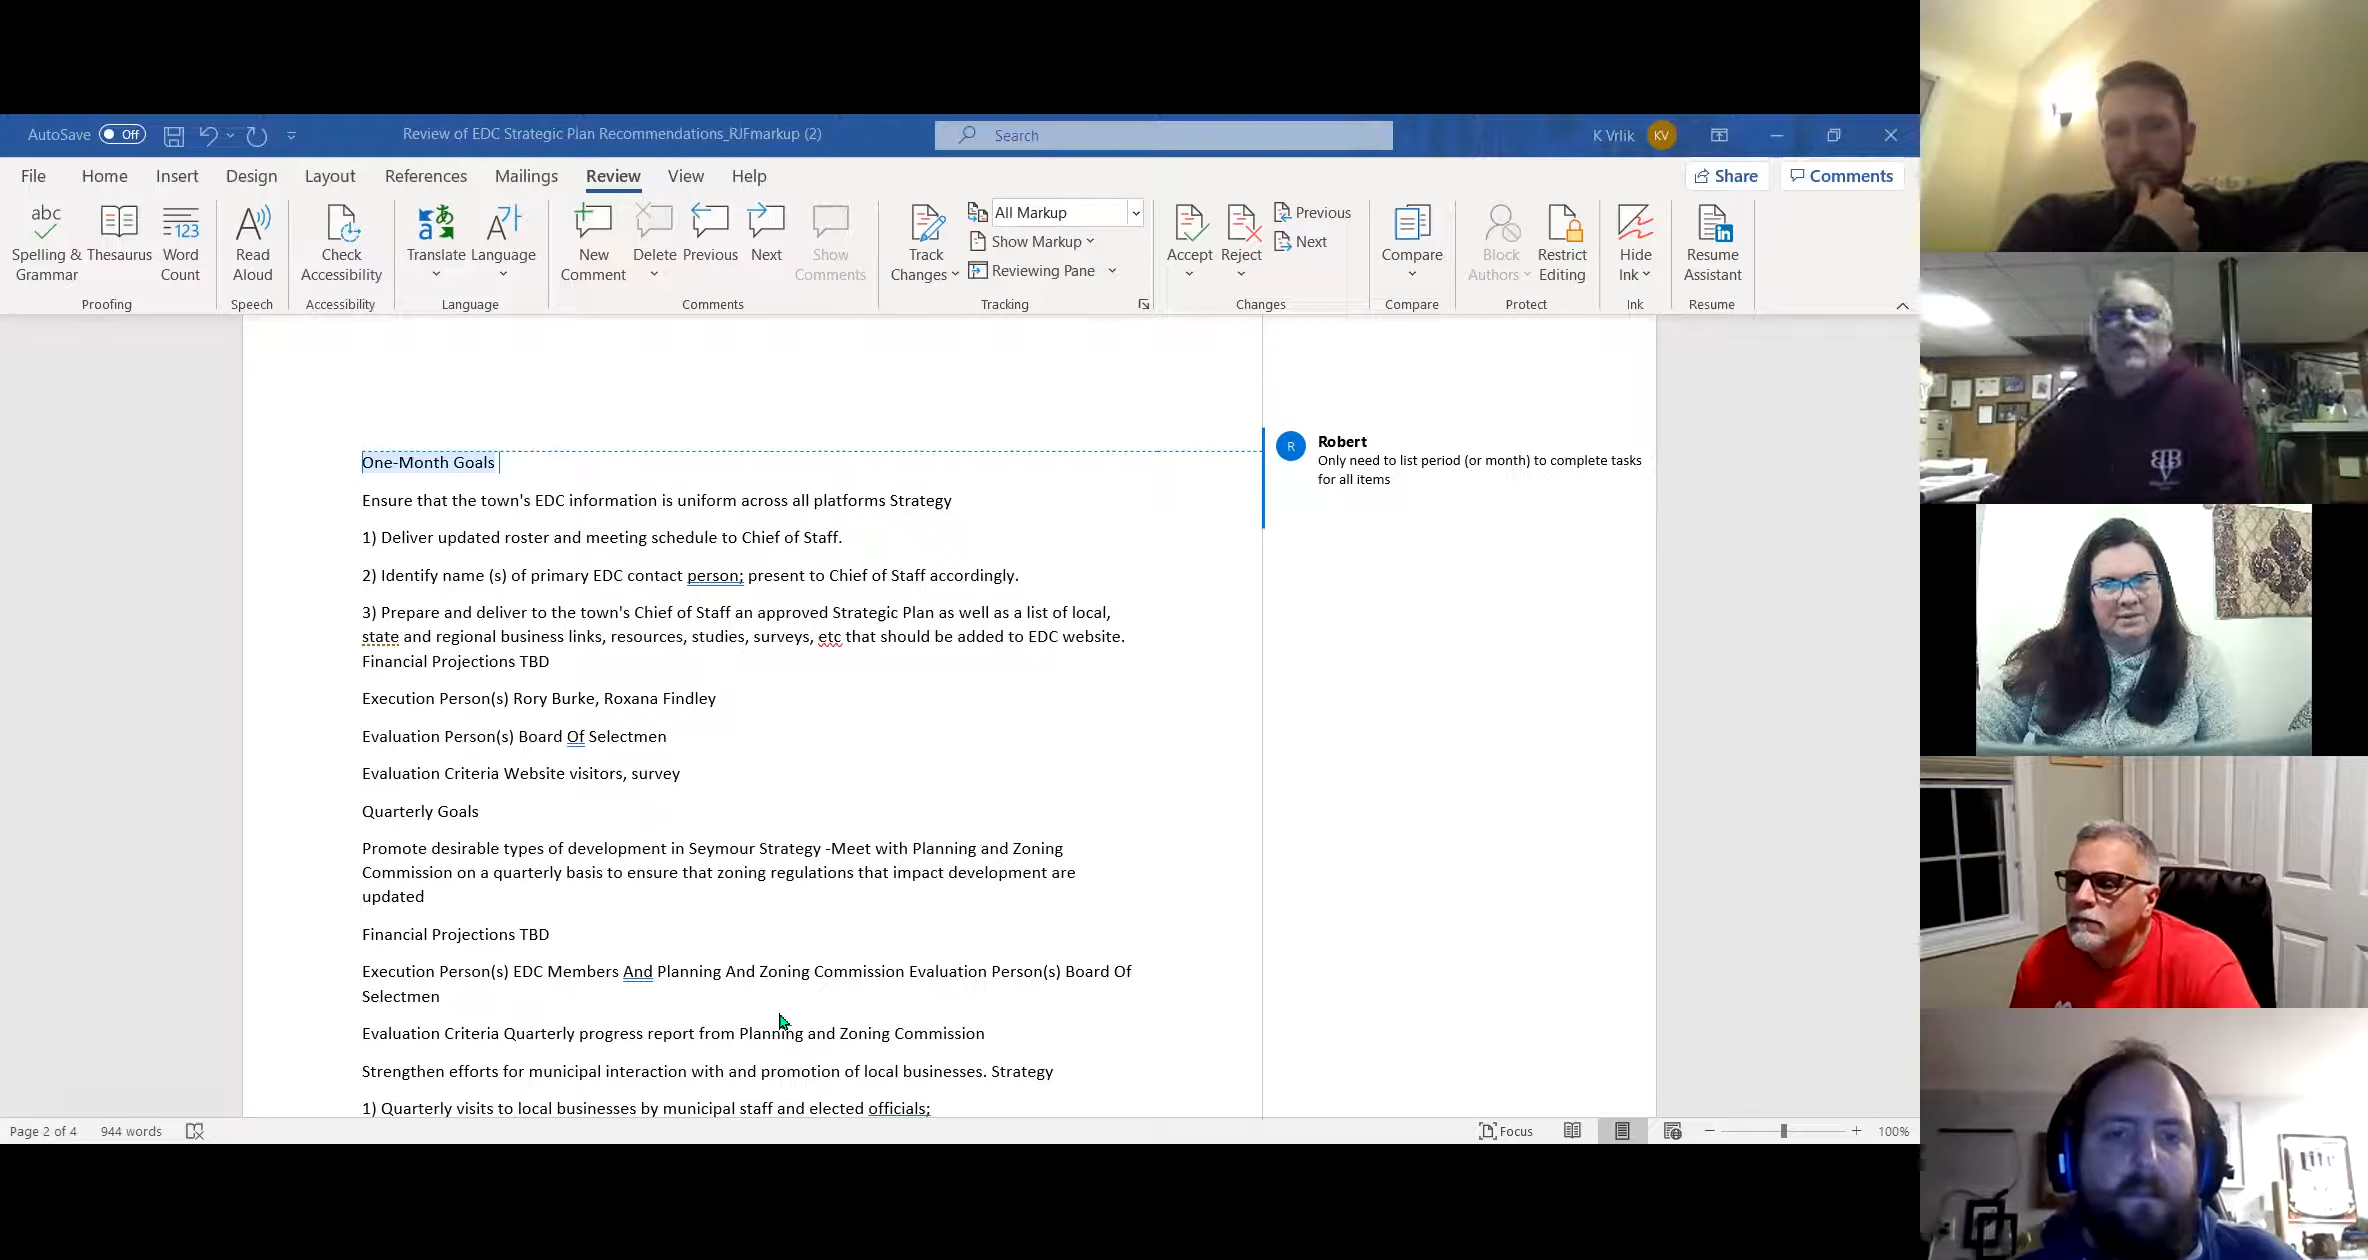 AutoSave Off Review of EDC Strategic Plan Recommendations_RJFmarkup (2) Search K Vrlik KV
File Home Insert Design Layout References Mailings Review View Help Share Comments
abc
Spelling & Grammar
Thesaurus
123
Word Count
Proofing
Read Aloud
Speech
Check Accessibility
Accessibility
Translate
Language
Language
New Comment
Delete
Previous
Next
Show Comments
Comments
Track Changes
All Markup
Show Markup
Reviewing Pane
Tracking
Accept
Reject
Previous
Next
Changes
Compare
Compare
Block Authors
Restrict Editing
Protect
Hide Ink
Ink
Resume Assistant
Resume
One-Month Goals
Ensure that the town's EDC information is uniform across all platforms Strategy
1) Deliver updated roster and meeting schedule to Chief of Staff.
2) Identify name (s) of primary EDC contact person; present to Chief of Staff accordingly.
3) Prepare and deliver to the town's Chief of Staff an approved Strategic Plan as well as a list of local,
state and regional business links, resources, studies, surveys, etc that should be added to EDC website.
Financial Projections TBD
Execution Person(s) Rory Burke, Roxana Findley
Evaluation Person(s) Board Of Selectmen
Evaluation Criteria Website visitors, survey
Quarterly Goals
Promote desirable types of development in Seymour Strategy -Meet with Planning and Zoning
Commission on a quarterly basis to ensure that zoning regulations that impact development are
updated
Financial Projections TBD
Execution Person(s) EDC Members And Planning And Zoning Commission Evaluation Person(s) Board Of
Selectmen
Evaluation Criteria Quarterly progress report from Planning and Zoning Commission
Strengthen efforts for municipal interaction with and promotion of local businesses. Strategy
1) Quarterly visits to local businesses by municipal staff and elected officials;
R
Robert
Only need to list period (or month) to complete tasks
for all items
Page 2 of 4 944 words Focus 100%